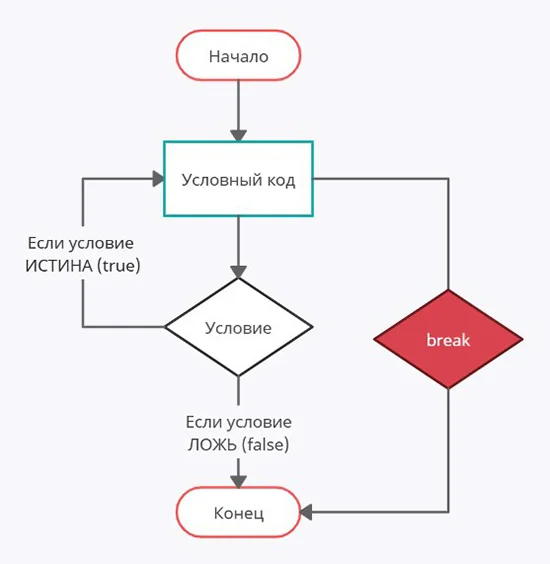 Начало
Условный код
Если условие
ИСТИНА (true)
Условие
break
Если условие
ЛОЖЬ (false)
Конец